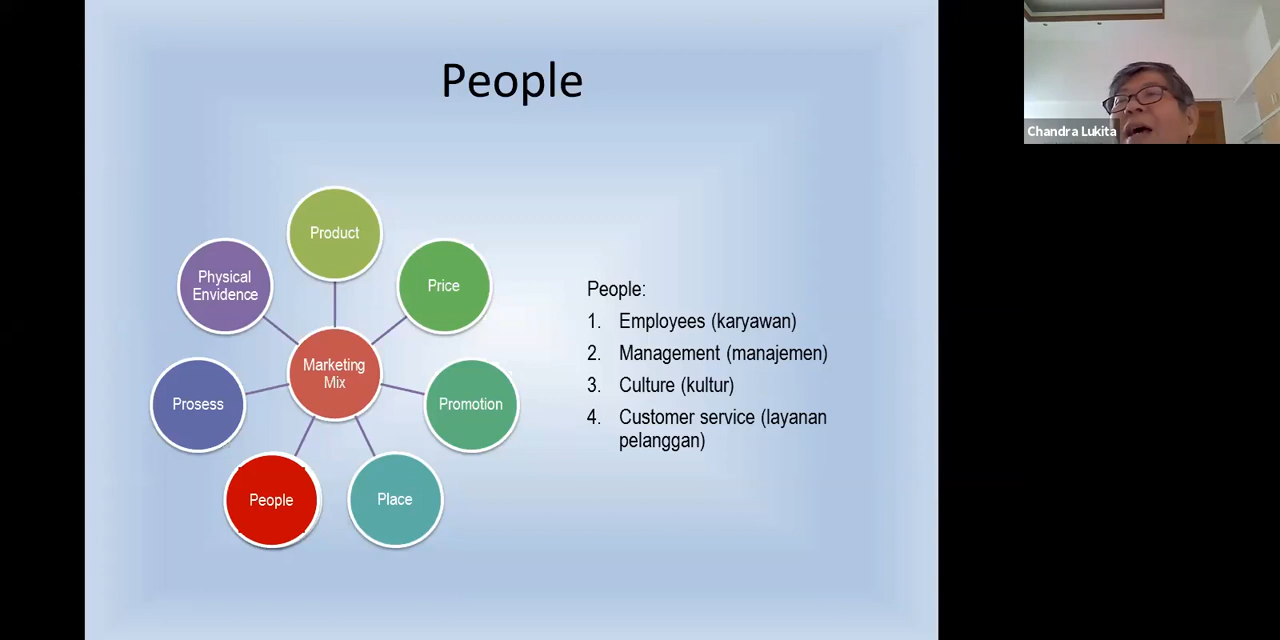 People
Product
Price
Promotion
Place
People
Prosess
Physical
Envidence
Marketing
Mix
People:
1. Employees (karyawan)
2. Management (manajemen)
3. Culture (kultur)
4. Customer service (layanan
pelanggan)
Chandra Lukita